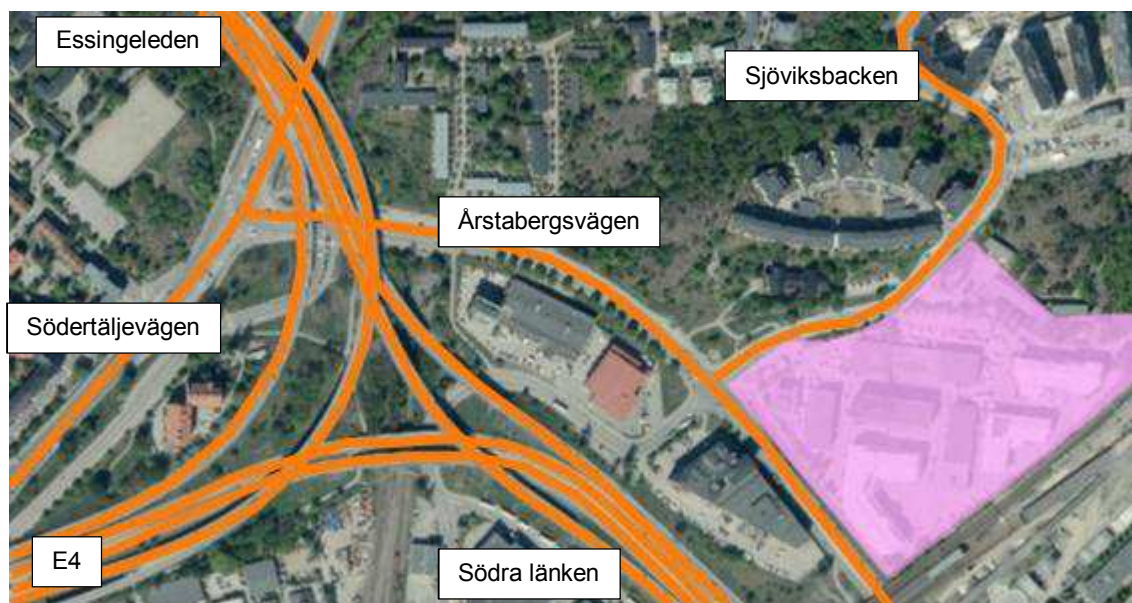 Essingeleden
Sjöviksbacken
Årstabergsvägen
Södertäljevägen
E4
Södra länken